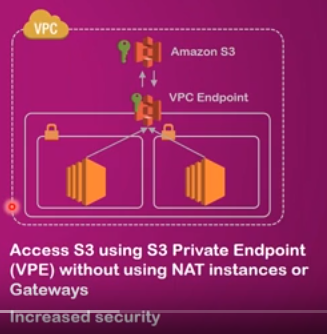 VPC
Amazon S3
VPC Endpoint
Access S3 using S3 Private Endpoint
(VPE) without using NAT instances or
Gateways
Increased security